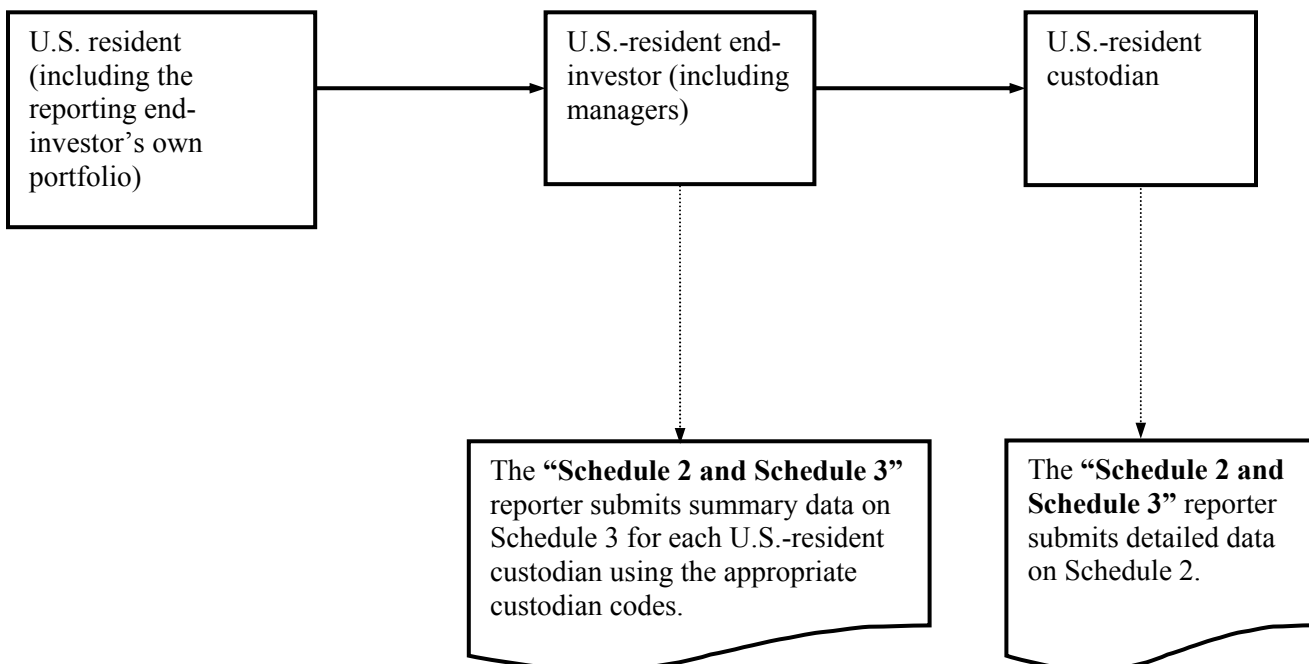 U.S. resident
(including the
reporting end-
investor’s own
portfolio)
U.S.-resident end-
investor (including
managers)
U.S.-resident
custodian
The “Schedule 2 and Schedule 3”
reporter submits summary data on
Schedule 3 for each U.S.-resident
custodian using the appropriate
custodian codes.
The “Schedule 2 and
Schedule 3” reporter
submits detailed data
on Schedule 2.